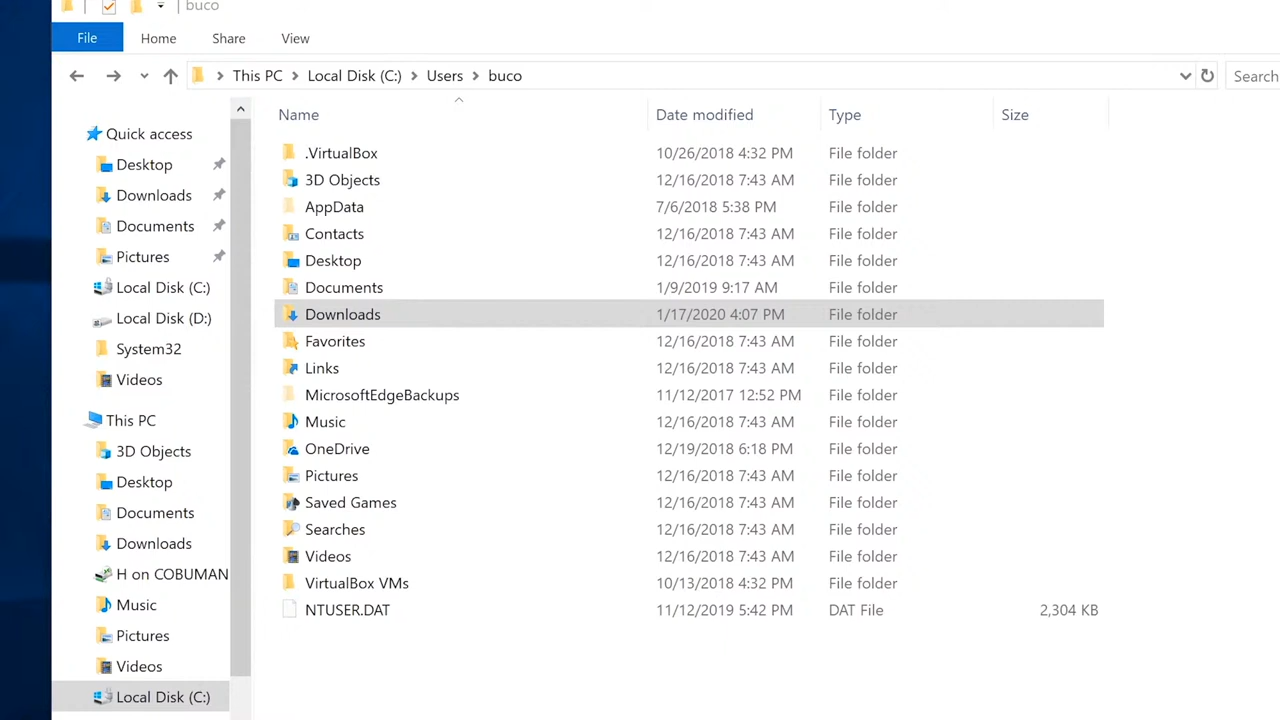 buco
File Home Share View
This PC Local Disk (C:) Users buco Search
Name Date modified Type Size
Quick access
Desktop
Downloads
Documents
Pictures
Local Disk (C:)
Local Disk (D:)
System32
Videos
This PC
3D Objects
Desktop
Documents
Downloads
H on COBUMAN
Music
Pictures
Videos
Local Disk (C:)
.VirtualBox 10/26/2018 4:32 PM File folder
3D Objects 12/16/2018 7:43 AM File folder
AppData 7/6/2018 5:38 PM File folder
Contacts 12/16/2018 7:43 AM File folder
Desktop 12/16/2018 7:43 AM File folder
Documents 1/9/2019 9:17 AM File folder
Downloads 1/17/2020 4:07 PM File folder
Favorites 12/16/2018 7:43 AM File folder
Links 12/16/2018 7:43 AM File folder
MicrosoftEdgeBackups 11/12/2017 12:52 PM File folder
Music 12/16/2018 7:43 AM File folder
OneDrive 12/19/2018 6:18 PM File folder
Pictures 12/16/2018 7:43 AM File folder
Saved Games 12/16/2018 7:43 AM File folder
Searches 12/16/2018 7:43 AM File folder
Videos 12/16/2018 7:43 AM File folder
VirtualBox VMs 10/13/2018 4:32 PM File folder
NTUSER.DAT 11/12/2019 5:42 PM DAT File 2,304 KB